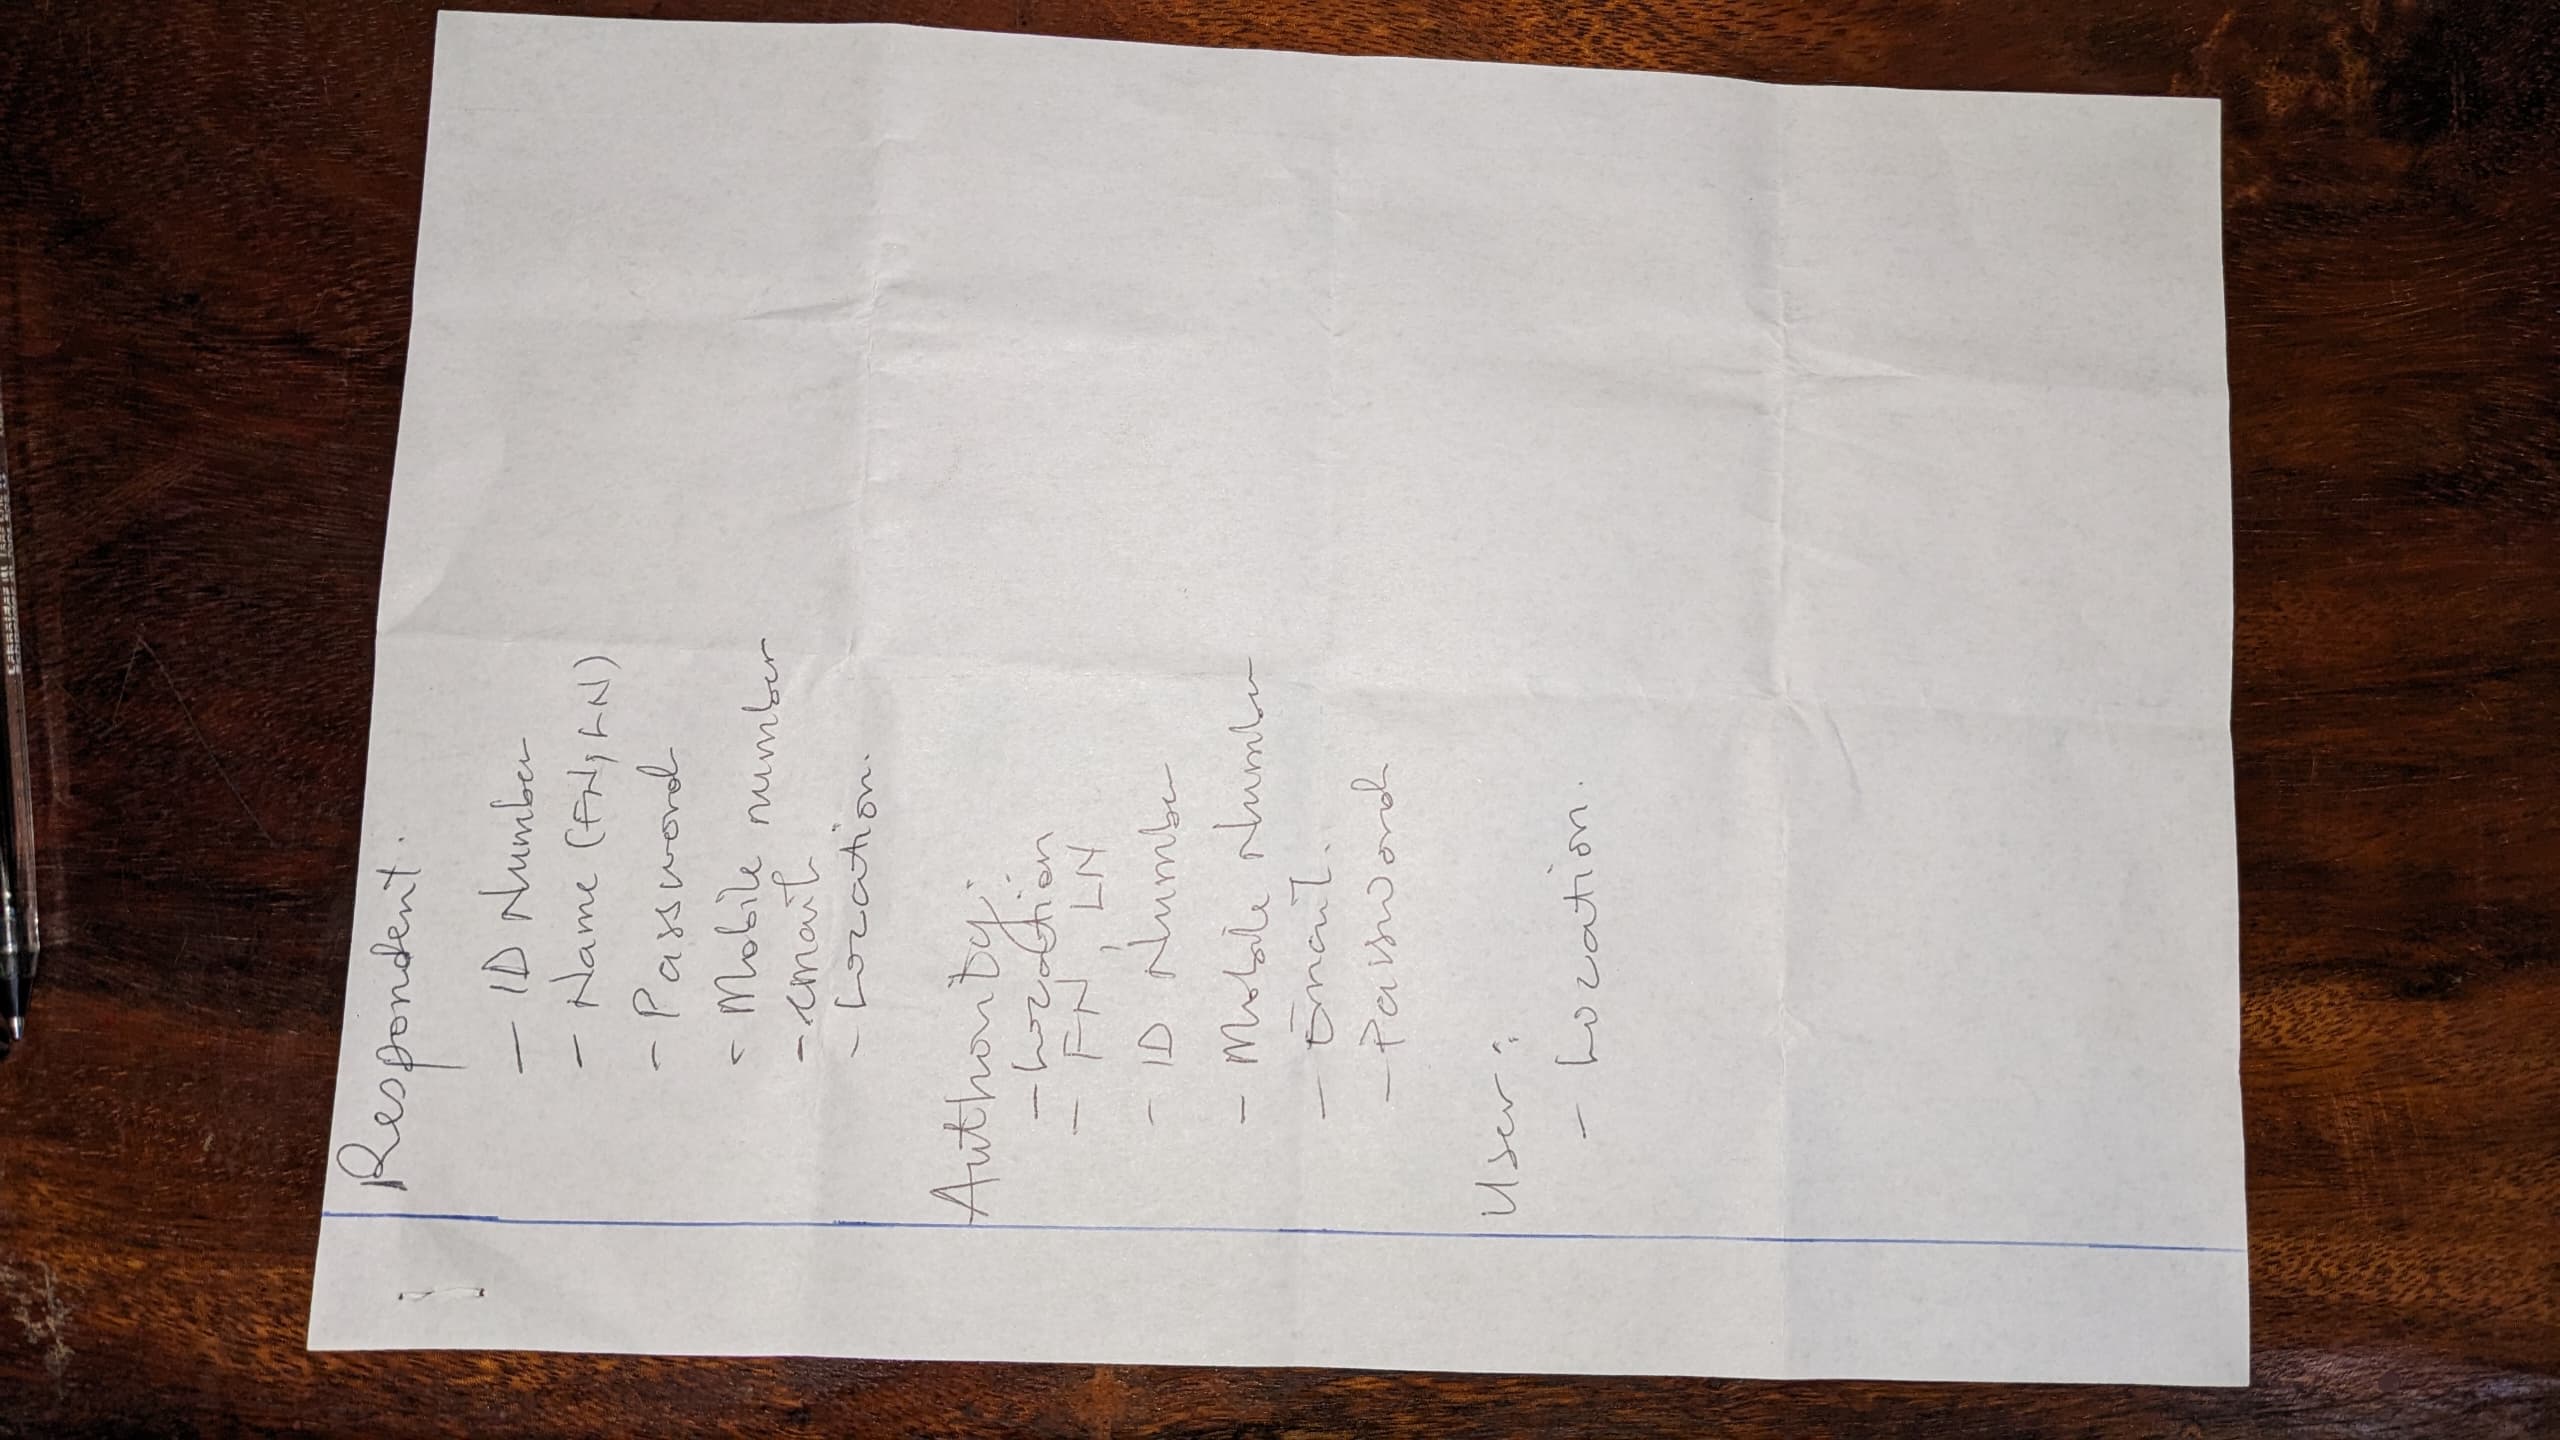 Respondent.
- ID Number
- Name (FN, LN)
- Password
- Mobile number
- email
- Location.
Authority:
- Location
- FN, LN
- ID Number
- Mobile Number
- Email.
- Password
User:
- Location.